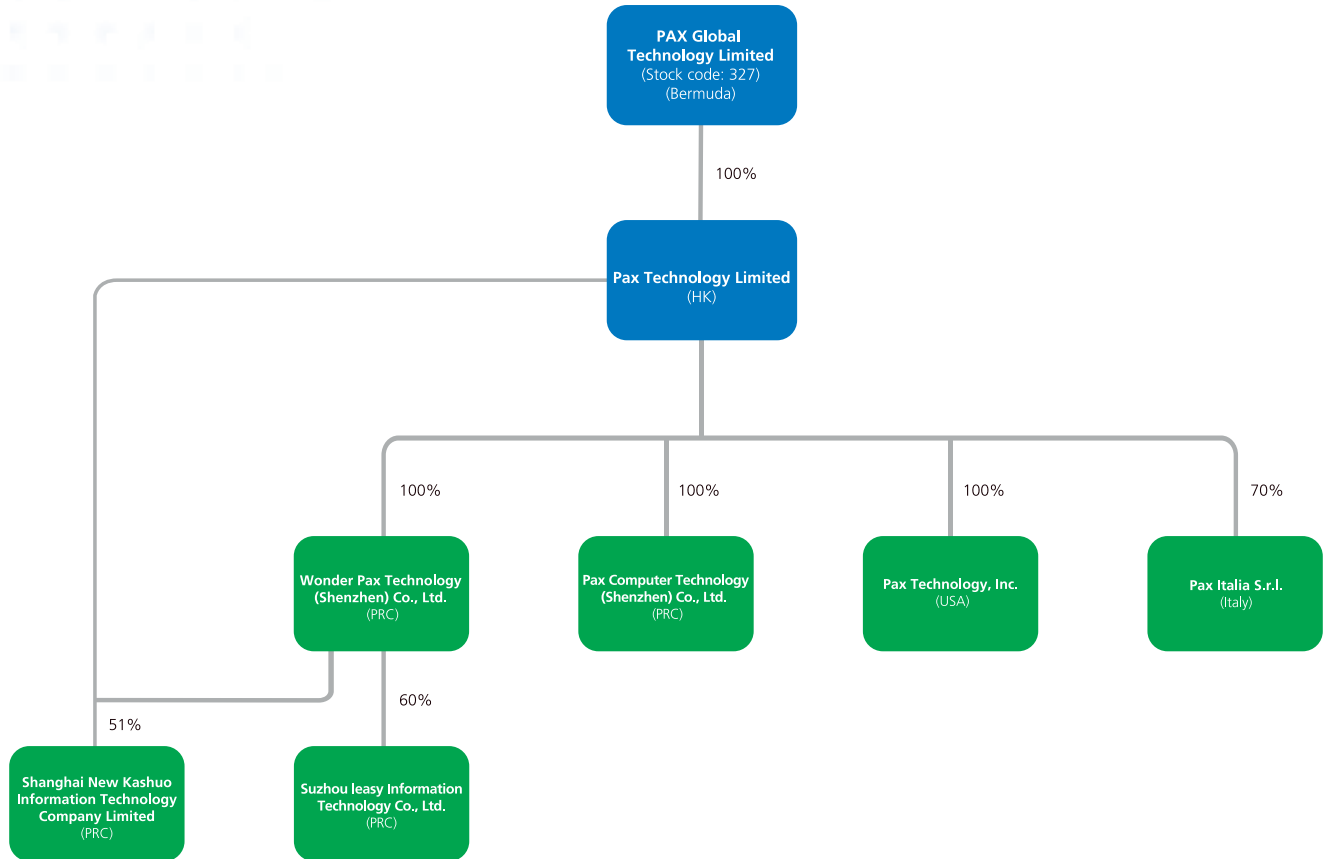 PAX Global
Technology Limited
(Stock code: 327)
(Bermuda)
100%
Pax Technology Limited
(HK)
100%
100%
100%
70%
Wonder Pax Technology
(Shenzhen) Co., Ltd.
(PRC)
Pax Computer Technology
(Shenzhen) Co., Ltd.
(PRC)
Pax Technology, Inc.
(USA)
Pax Italia S.r.l.
(Italy)
51%
60%
Shanghai New Kashuo
Information Technology
Company Limited
(PRC)
Suzhou leasy Information
Technology Co., Ltd.
(PRC)